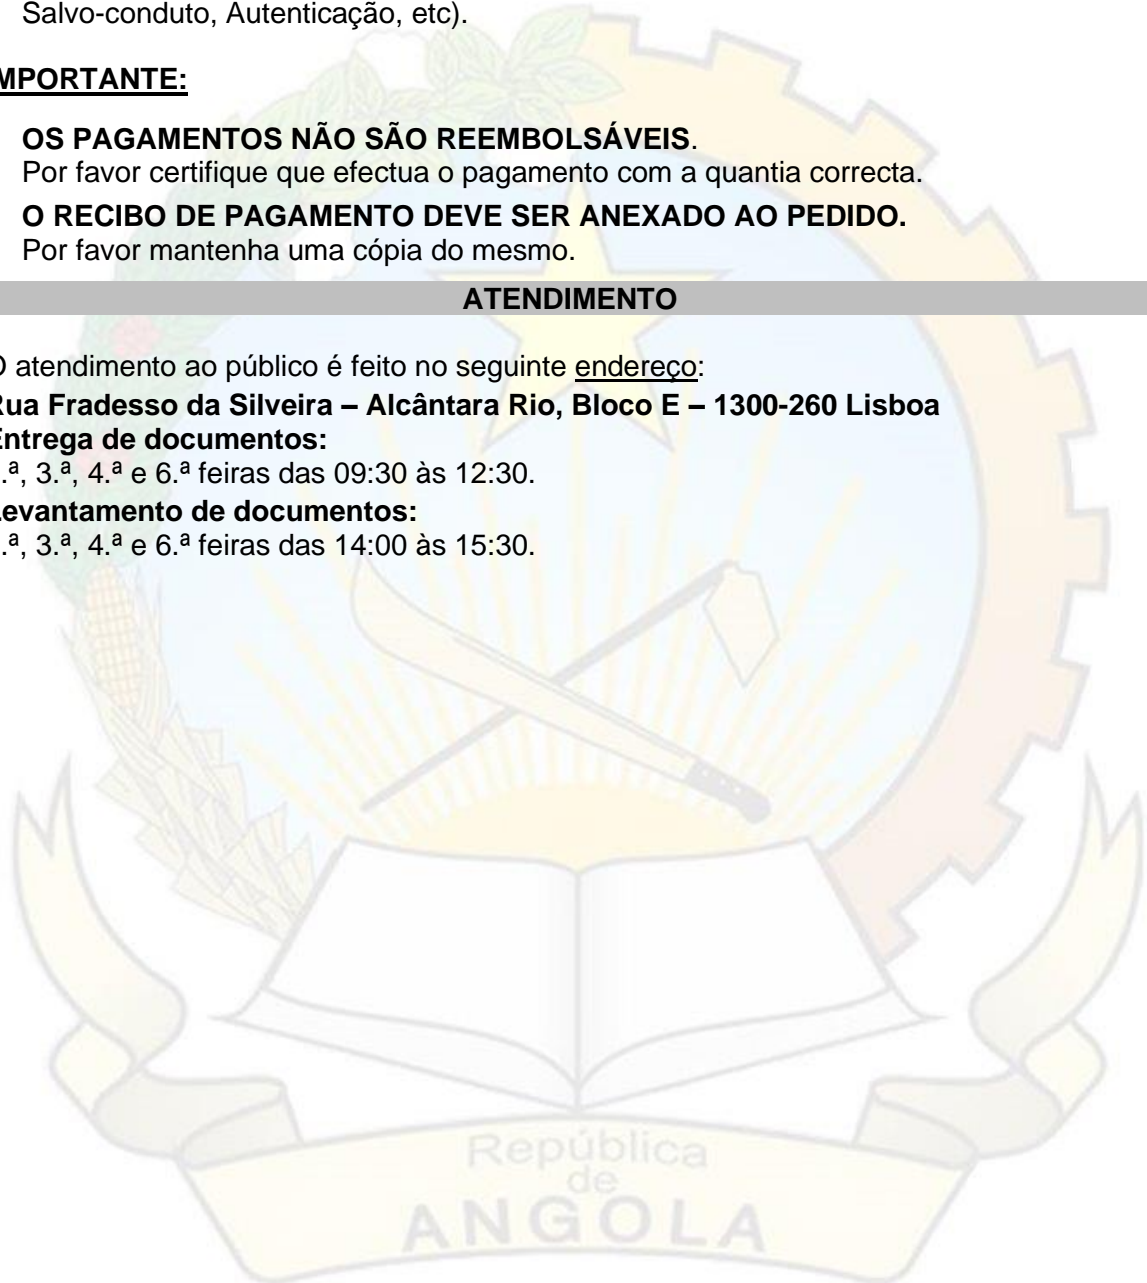 Salvo-conduto, Autenticação, etc).
MPORTANTE:
OS PAGAMENTOS NÃO SÃO REEMBOLSÁVEIS.
Por favor certifique que efectua o pagamento com a quantia correcta.
O RECIBO DE PAGAMENTO DEVE SER ANEXADO AO PEDIDO.
Por favor mantenha uma cópia do mesmo.
ATENDIMENTO
O atendimento ao público é feito no seguinte endereço:
Rua Fradesso da Silveira – Alcântara Rio, Bloco E – 1300-260 Lisboa
Entrega de documentos:
.ª, 3.ª, 4.ª e 6.ª feiras das 09:30 às 12:30.
Levantamento de documentos:
.ª, 3.ª, 4.ª e 6.ª feiras das 14:00 às 15:30.
República
de
ANGOLA